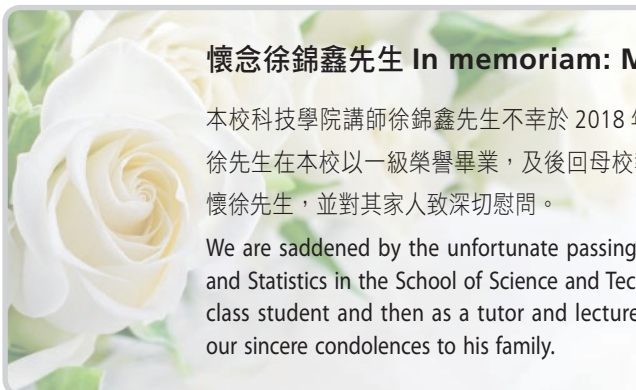 懷念徐錦鑫先生 In memoriam:
本校科技學院講師徐錦鑫先生不幸於 2018
徐先生在本校以一級榮譽畢業，及後回母校
懷徐先生，並對其家人致深切慰問。
We are saddened by the unfortunate passing
and Statistics in the School of Science and
class student and then as a tutor and
our sincere condolences to his family.